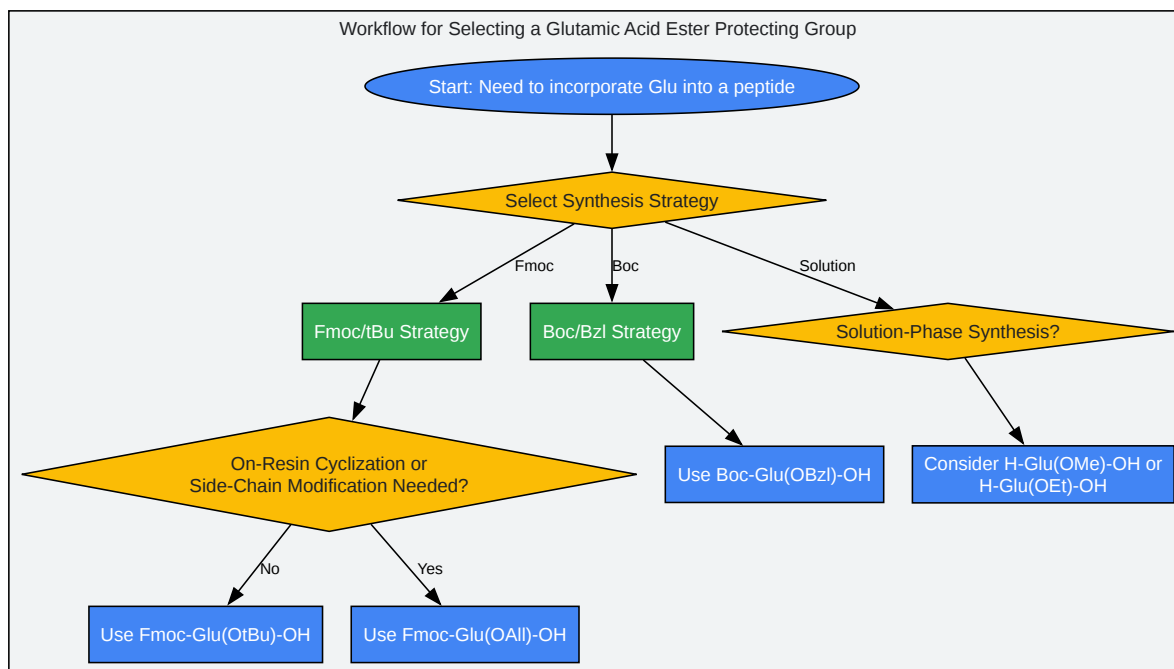 Workflow for Selecting a Glutamic Acid Ester Protecting Group
Start: Need to incorporate Glu into a peptide
Select Synthesis Strategy
Fmoc
Boc
Solution
Fmoc/tBu Strategy
Boc/Bzl Strategy
Solution-Phase Synthesis?
On-Resin Cyclization or
Side-Chain Modification Needed?
Use Boc-Glu(OBzl)-OH
Consider H-Glu(OMe)-OH or
H-Glu(OEt)-OH
No
Yes
Use Fmoc-Glu(OtBu)-OH
Use Fmoc-Glu(OAll)-OH